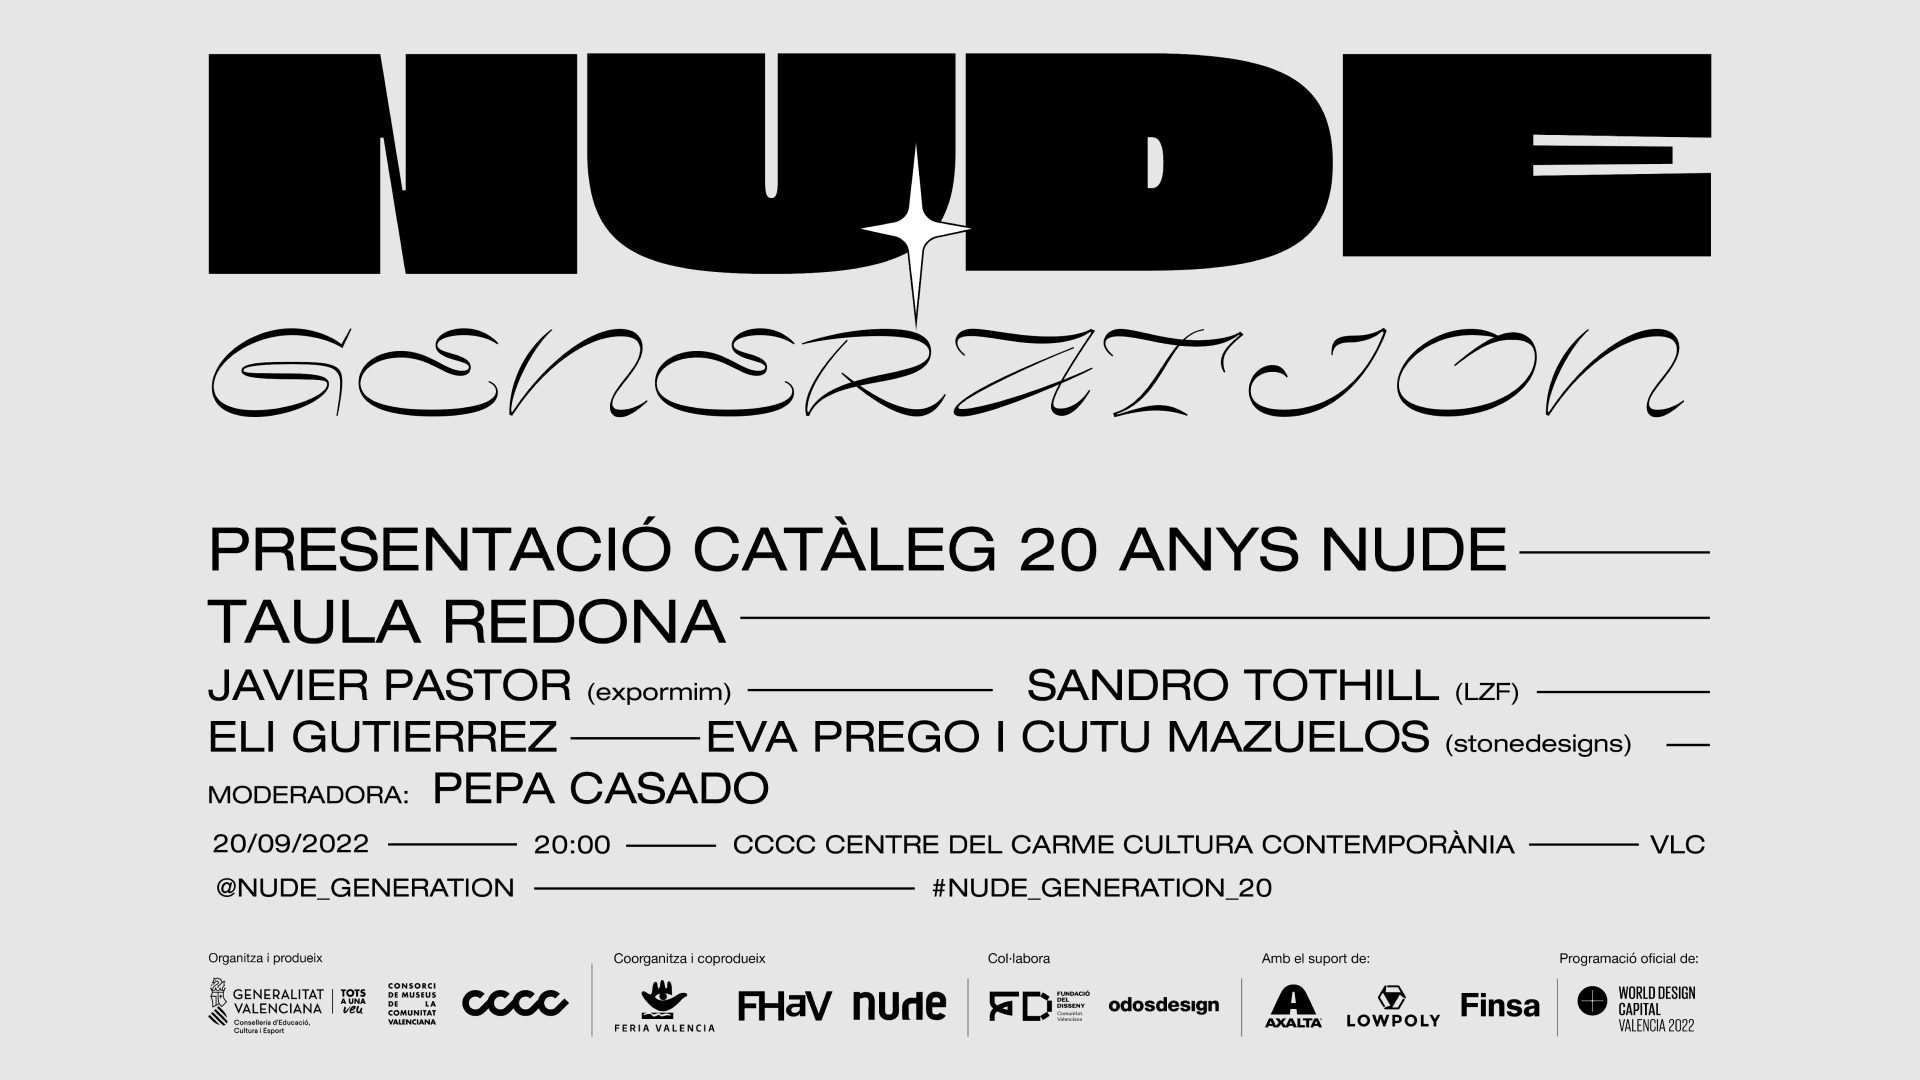 NUDE
GENERATION
PRESENTACIÓ CATÀLEG 20 ANYS NUDE
TAULA REDONA
JAVIER PASTOR (expormim) SANDRO TOTHILL (LZF)
ELI GUTIERREZ EVA PREGO I CUTU MAZUELOS (stonedesigns)
MODERADORA: PEPA CASADO
20/09/2022 20:00 CCCC CENTRE DEL CARME CULTURA CONTEMPORÀNIA VLC
@NUDE_GENERATION #NUDE_GENERATION_20
Organitza i produeix
GENERALITAT
VALENCIANA
Conselleria d'Educació,
Cultura i Esport
TOTS
A UNA
veu
CONSORCI
DE MUSEUS
DE LA
COMUNITAT
VALENCIANA
cccc
Coorganitza i coprodueix
FERIA VALENCIA
FHaV
nude
Col·labora
FD
FUNDACIÓ
DEL
DISSENY
Comunitat
Valenciana
odosdesign
Amb el suport de:
AXALTA
LOWPOLY
Finsa
Programació oficial de:
WORLD DESIGN
CAPITAL
VALENCIA 2022